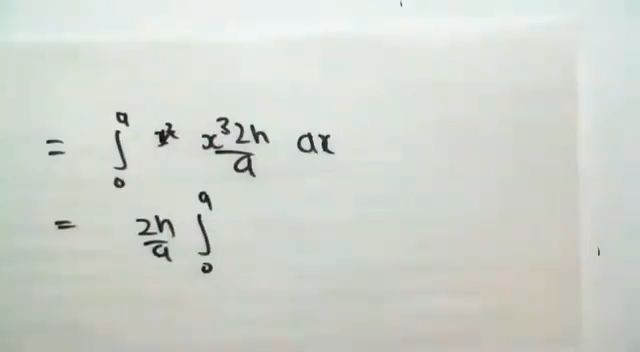 = ∫₀ᵃ x³2h/a dx
= 2h/a ∫₀ᵃ